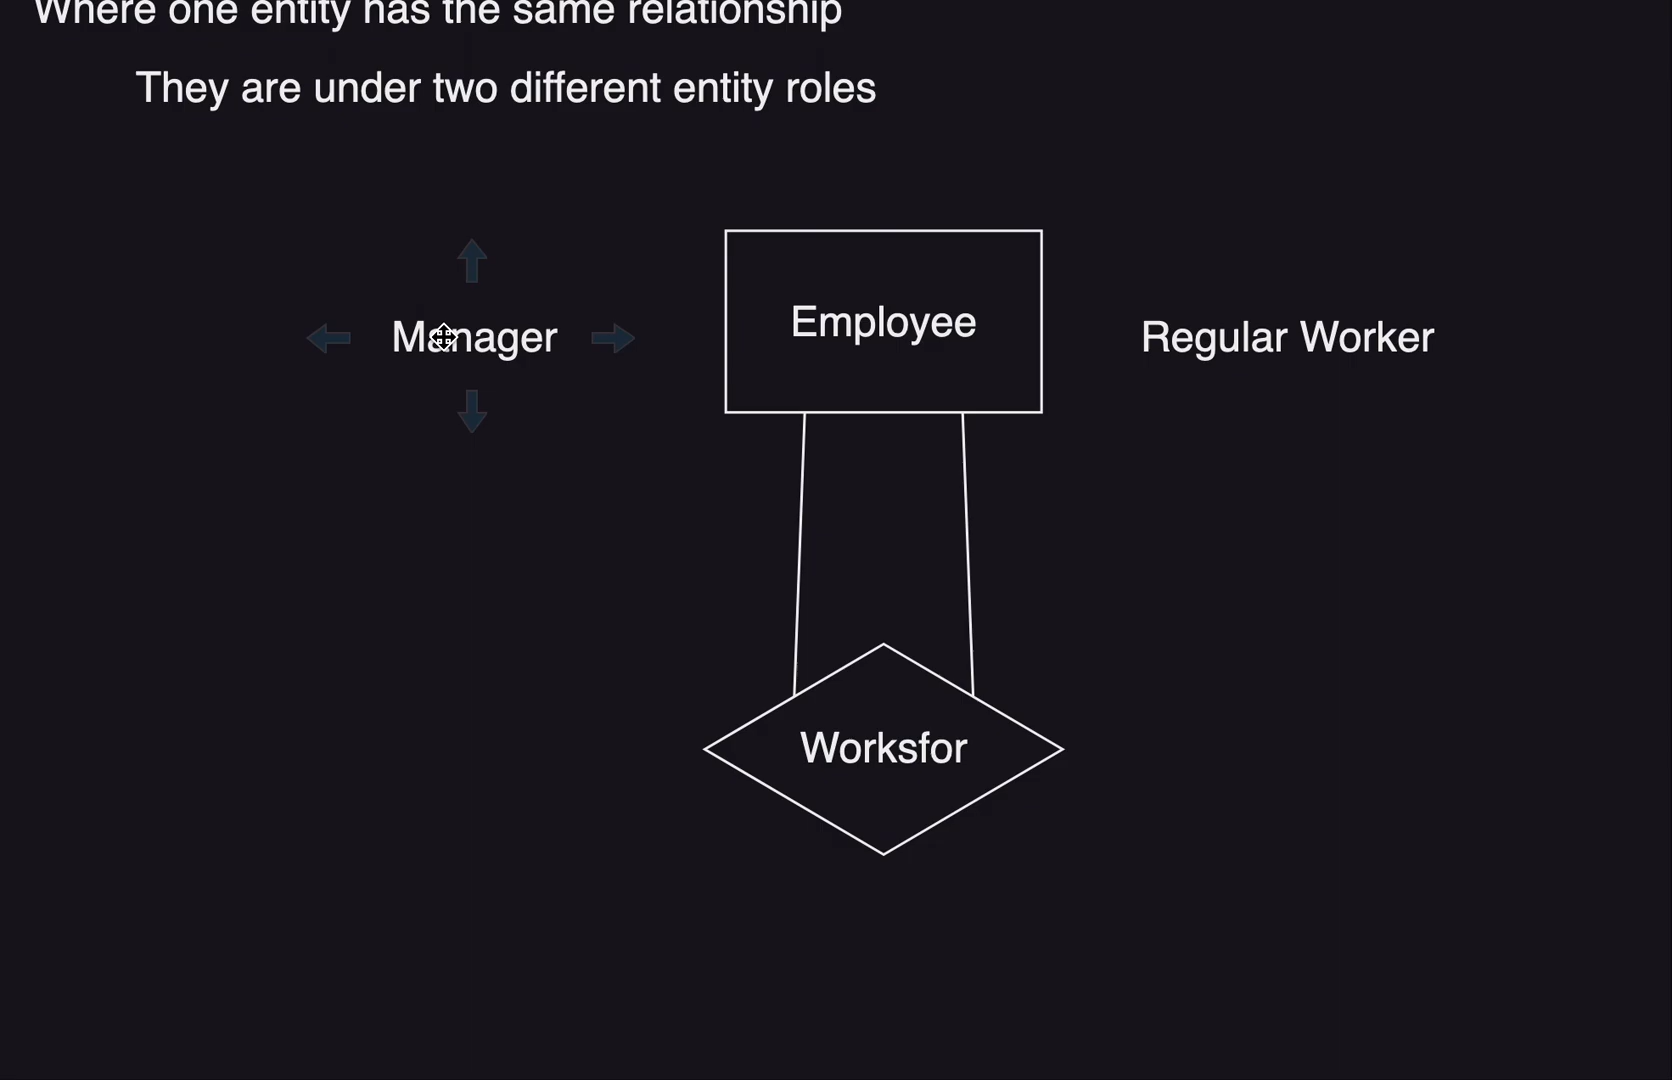 Where one entity has the same relationship
They are under two different entity roles
Manager
Employee
Regular Worker
Worksfor